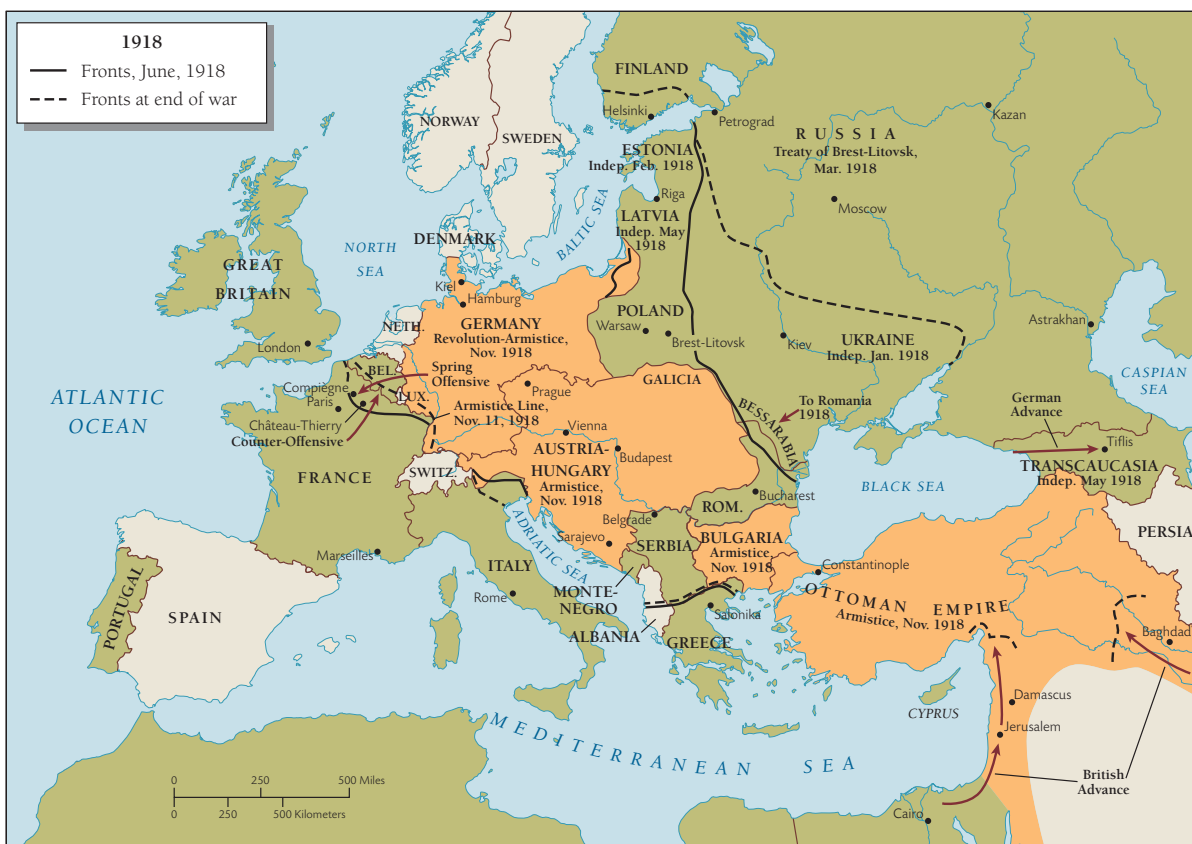 1918
Fronts, June, 1918
Fronts at end of war
FINLAND
Helsinki
Petrograd
NORWAY
SWEDEN
ESTONIA
Indep. Feb. 1918
RUSSIA
Treaty of Brest-Litovsk,
Mar. 1918
Kazan
Moscow
Riga
LATVIA
Indep. May
1918
BALTIC SEA
NORTH
SEA
DENMARK
GREAT
BRITAIN
London
Kiel
Hamburg
NETH.
GERMANY
Revolution-Armistice,
Nov. 1918
POLAND
Warsaw
Brest-Litovsk
Kiev
UKRAINE
Indep. Jan. 1918
Astrakhan
CASPIAN
SEA
ATLANTIC
OCEAN
BEL.
LUX.
Spring
Offensive
Compiègne
Paris
Château-Thierry
Counter-Offensive
Armistice Line,
Nov. 11, 1918
Prague
GALICIA
BESSARABIA
To Romania
1918
German
Advance
Tiflis
TRANSCAUCASIA
Indep. May 1918
FRANCE
SWITZ.
Vienna
AUSTRIA-
HUNGARY
Armistice,
Nov. 1918
Budapest
ROM.
Bucharest
BLACK SEA
PERSIA
Belgrade
Sarajevo
SERBIA
BULGARIA
Armistice
Nov. 1918
ADRIATIC SEA
Marseilles
ITALY
Rome
MONTE-
NEGRO
ALBANIA
GREECE
Salonika
Constantinople
OTTOMAN EMPIRE
Armistice, Nov. 1918
Baghdad
PORTUGAL
SPAIN
CYPRUS
Damascus
Jerusalem
MEDITERRANEAN SEA
British
Advance
Cairo
0 250 500 Miles
0 250 500 Kilometers